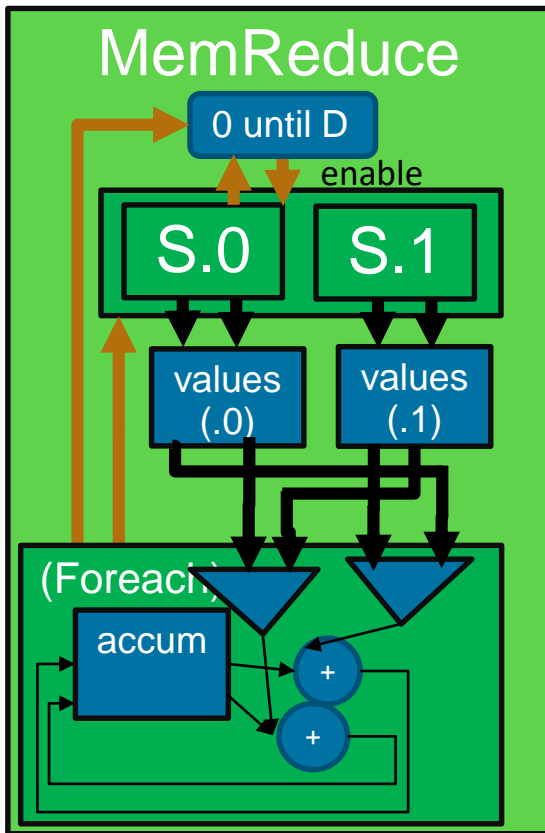 MemReduce
0 until D
enable
S.0
S.1
values
(.0)
values
(.1)
(Foreach)
accum
+
+